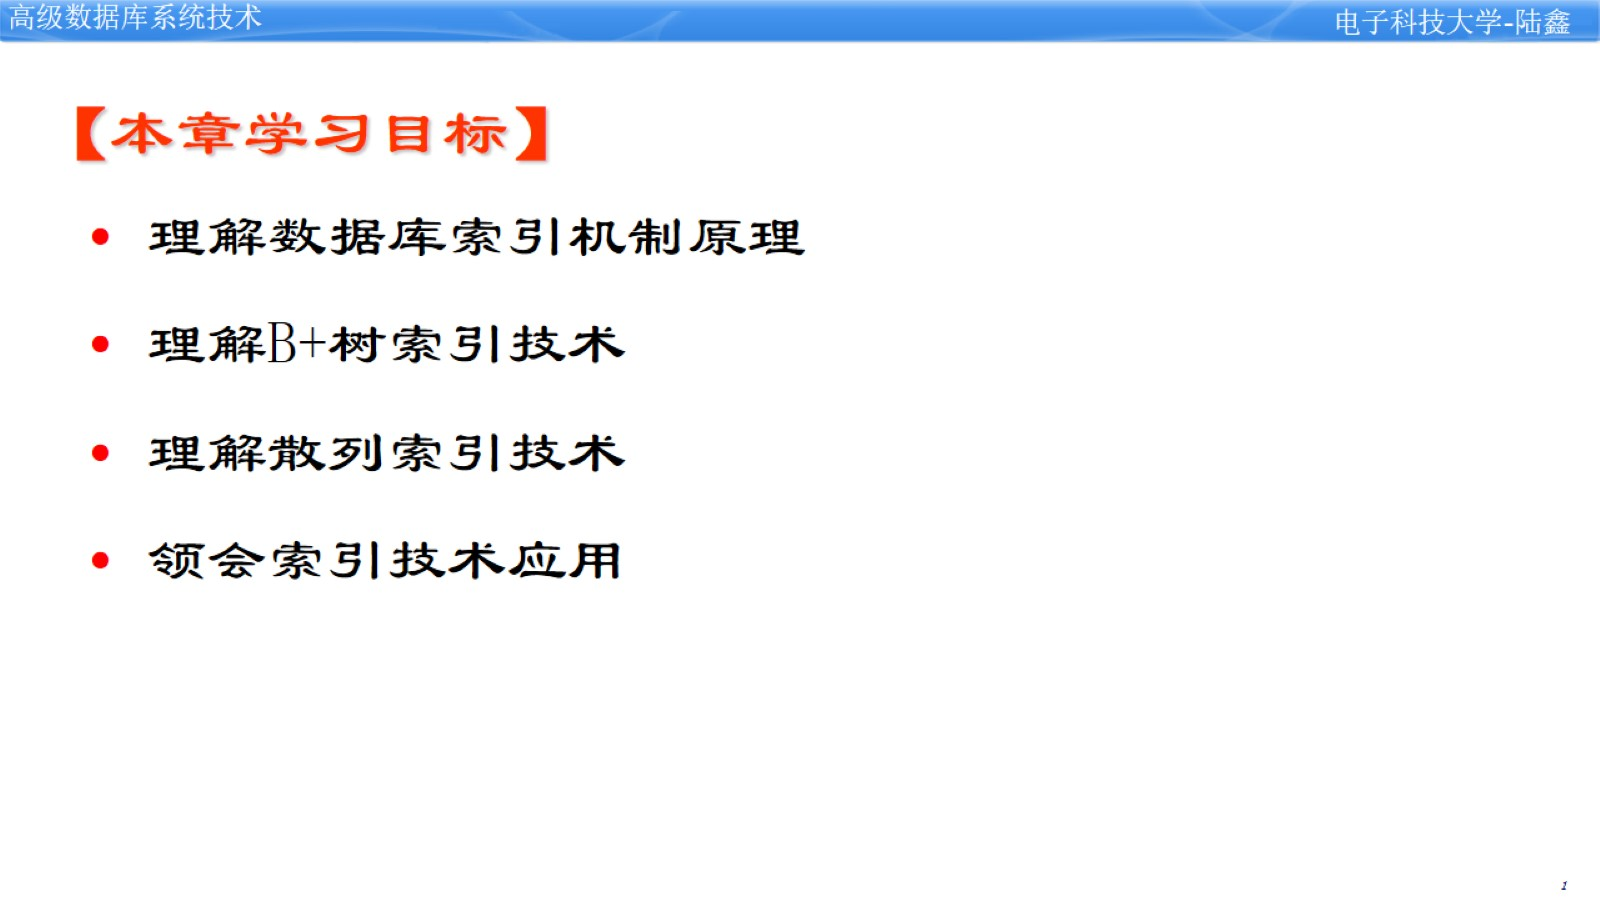 高级数据库系统技术
电子科技大学-陆鑫
【本章学习目标】
• 理解数据库索引机制原理
• 理解B+树索引技术
• 理解散列索引技术
• 领会索引技术应用
1